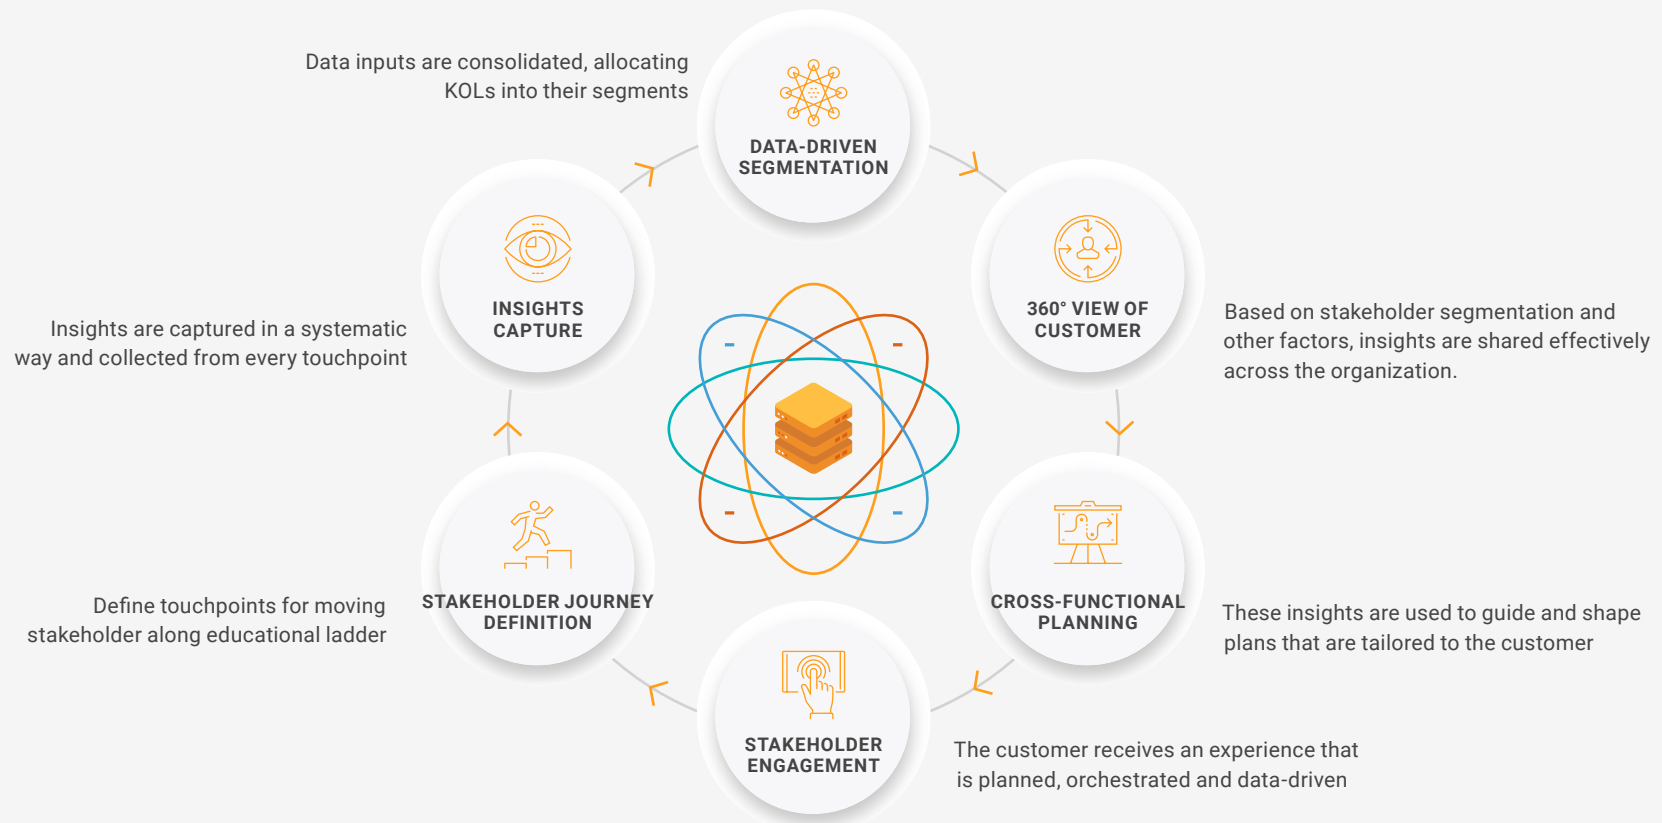 Data inputs are consolidated, allocating
KOLs into their segments
DATA-DRIVEN
SEGMENTATION
360° VIEW OF
CUSTOMER
Based on stakeholder segmentation and
other factors, insights are shared effectively
across the organization.
CROSS-FUNCTIONAL
PLANNING
These insights are used to guide and shape
plans that are tailored to the customer
STAKEHOLDER
ENGAGEMENT
The customer receives an experience that
is planned, orchestrated and data-driven
STAKEHOLDER JOURNEY
DEFINITION
Define touchpoints for moving
stakeholder along educational ladder
INSIGHTS
CAPTURE
Insights are captured in a systematic
way and collected from every touchpoint